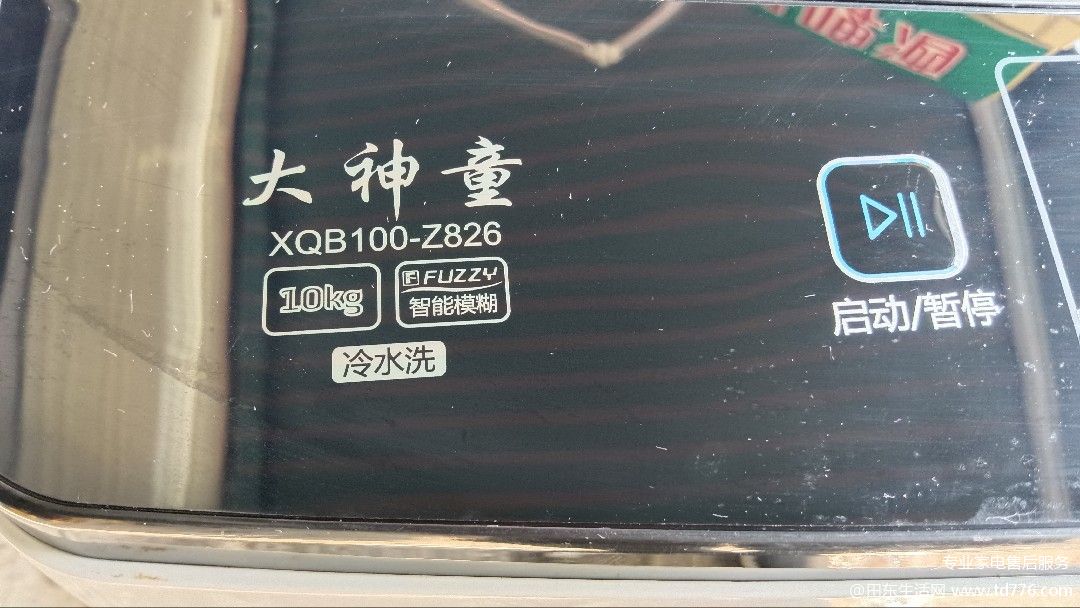 大神童
XQB100-Z826
10kg
FUZZY
智能模糊
冷水洗
启动/暂停
专业家电售后服务
@田东生活网 www.td776.com